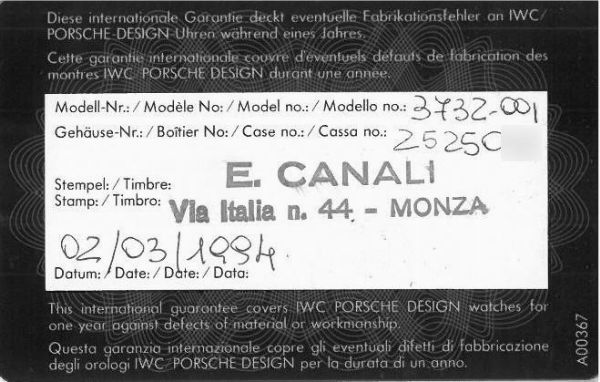 Diese internationale Garantie deckt eventuelle Fabrikationsfehler an IWC/
PORSCHE-DESIGN-Uhren während eines Jahres.
Cette garantie internationale couvre d'éventuels défauts de fabrication des
montres IWC PORSCHE DESIGN durant une année.
Modell-Nr.: / Modèle No: / Model no.: / Modello no.: 3732-001
Gehäuse-Nr.: / Boîtier No: / Case no.: / Cassa no.:
E. CANALI
Stempel: / Timbre:
Stamp: / Timbro: Via Italia n. 44 - MONZA
02/03/1994
Datum: / Date: / Date: / Data:
This international guarantee covers IWC PORSCHE DESIGN watches for
one year against defects of material or workmanship.
Questa garanzia internazionale copre gli eventuali difetti di fabbricazione
degli orologi IWC PORSCHE DESIGN per la durata di un anno.
A00367